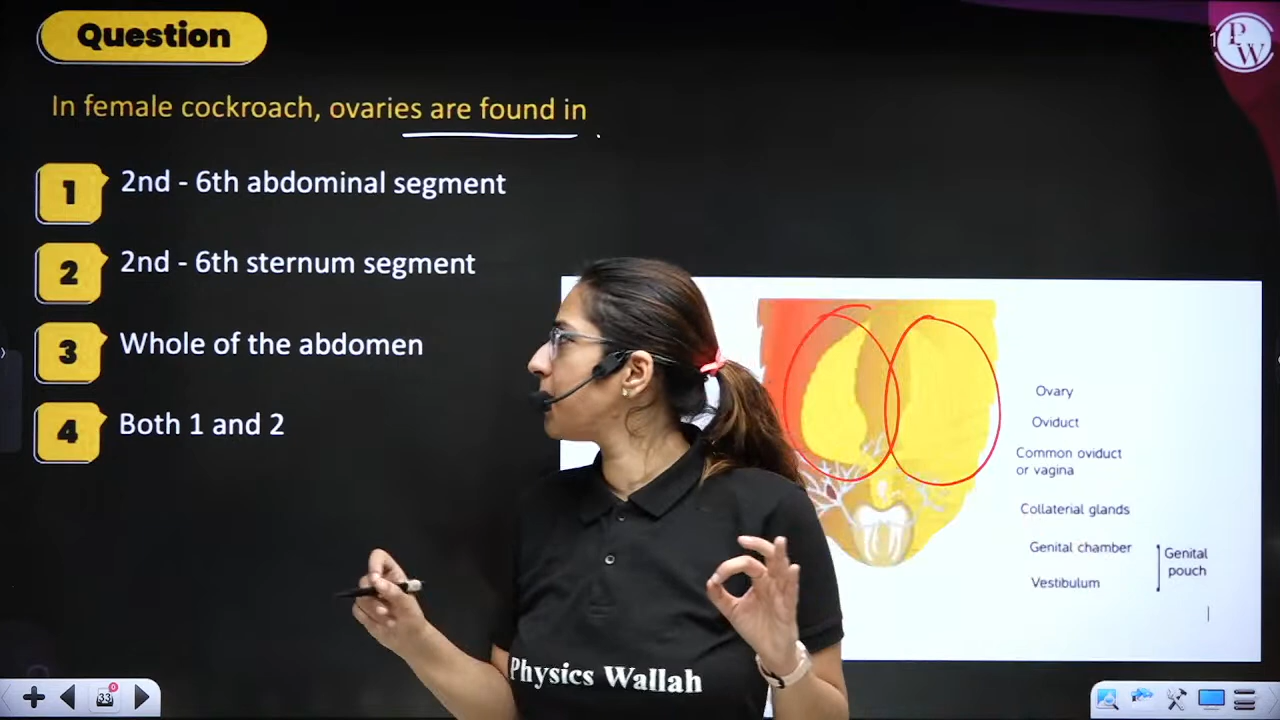 Question
PW
In female cockroach, ovaries are found in
1 2nd - 6th abdominal segment
2 2nd - 6th sternum segment
3 Whole of the abdomen
4 Both 1 and 2
Ovary
Oviduct
Common oviduct
or vagina
Collaterial glands
Genital chamber
Genital
pouch
Vestibulum
Physics Wallah
33